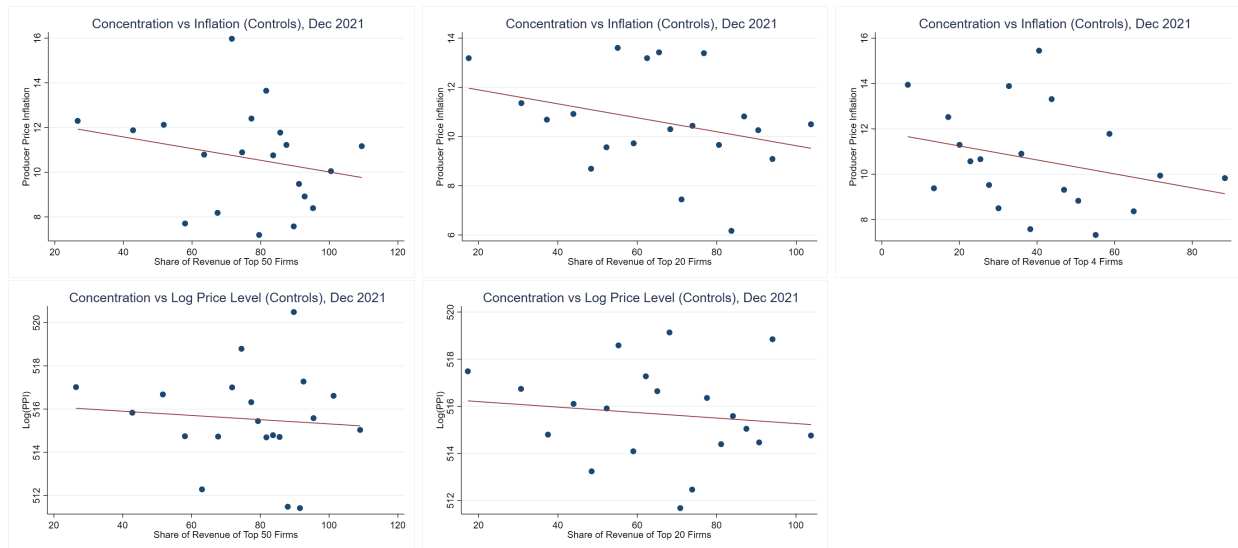 Concentration vs Inflation (Controls), Dec 2021
Producer Price Inflation
16
14
12
10
8
20 40 60 80 100 120
Share of Revenue of Top 50 Firms
Concentration vs Inflation (Controls), Dec 2021
Producer Price Inflation
14
12
10
8
6
20 40 60 80 100
Share of Revenue of Top 20 Firms
Concentration vs Inflation (Controls), Dec 2021
Producer Price Inflation
16
14
12
10
8
0 20 40 60 80
Share of Revenue of Top 4 Firms
Concentration vs Log Price Level (Controls), Dec 2021
Log(PPI)
520
518
516
514
512
20 40 60 80 100 120
Share of Revenue of Top 50 Firms
Concentration vs Log Price Level (Controls), Dec 2021
Log(PPI)
520
518
516
514
512
20 40 60 80 100
Share of Revenue of Top 20 Firms